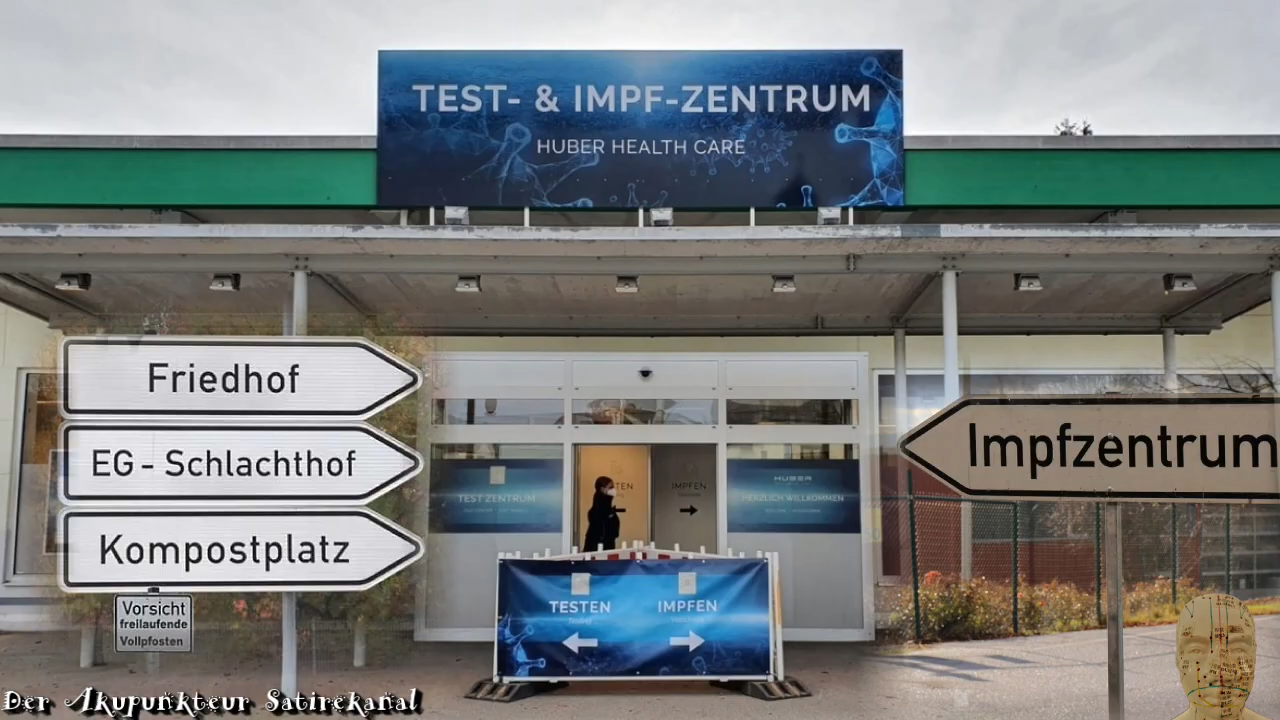 TEST- & IMPF-ZENTRUM
HUBER HEALTH CARE
Friedhof
EG - Schlachthof
Kompostplatz
Vorsicht
freilaufende
Vollpfosten
Impfzentrum
TEST ZENTRUM
IMPFEN
HUBER
HERZLICH WILLKOMMEN
TESTEN
IMPFEN
Der Akupunkteur Satirekanal